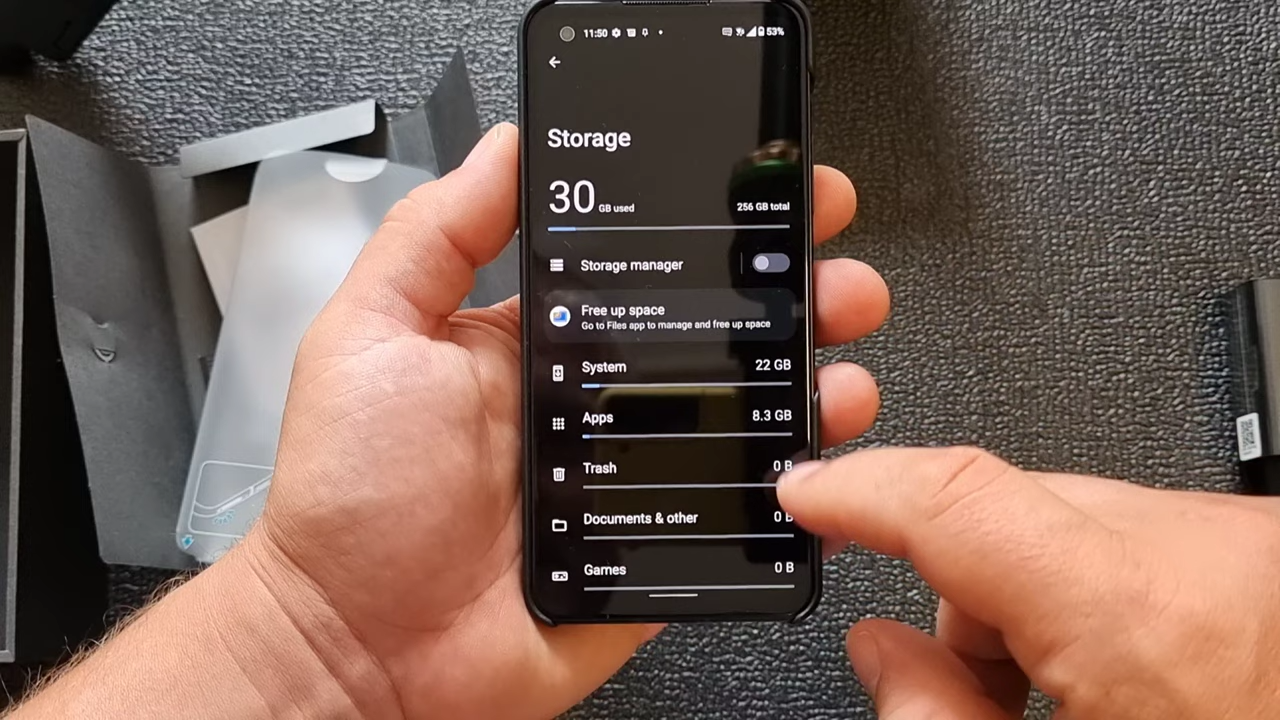 11:50
53%
Storage
30 GB used
256 GB total
Storage manager
Free up space
Go to Files app to manage and free up space
System
22 GB
Apps
8.3 GB
Trash
0 B
Documents & other
0 B
Games
0 B